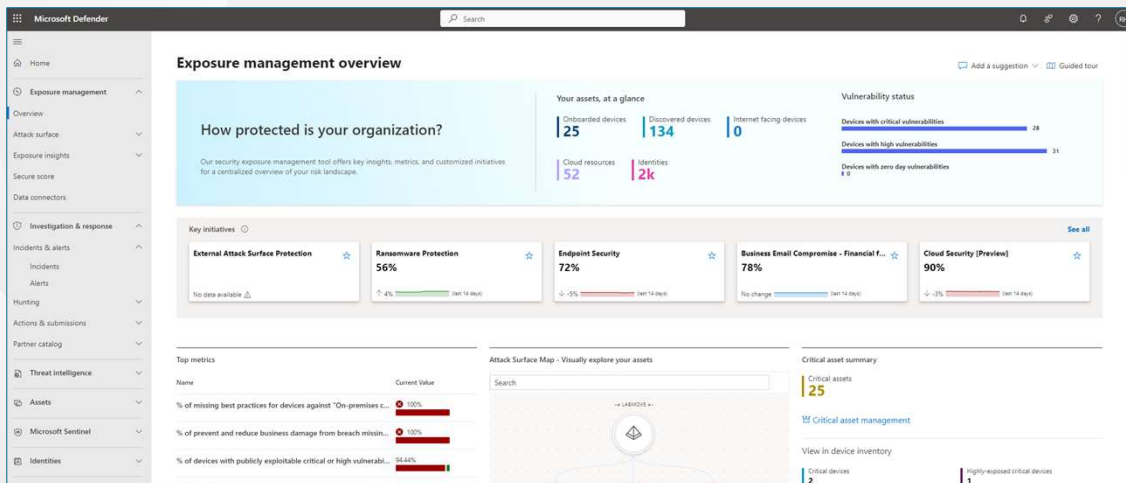 Microsoft Defender
Search
RH
Home
Exposure management
Overview
Attack surface
Exposure insights
Secure score
Data connectors
Investigation & response
Incidents & alerts
Incidents
Alerts
Hunting
Actions & submissions
Partner catalog
Threat intelligence
Assets
Microsoft Sentinel
Identities
Exposure management overview
Add a suggestion
Guided tour
How protected is your organization?
Our security exposure management tool offers key insights, metrics, and customized initiatives
for a centralized overview of your risk landscape.
Your assets, at a glance
Onboarded devices
25
Discovered devices
134
Internet facing devices
0
Cloud resources
52
Identities
2k
Vulnerability status
Devices with critical vulnerabilities
28
Devices with high vulnerabilities
31
Devices with zero day vulnerabilities
0
Key initiatives
See all
External Attack Surface Protection
No data available
Ransomware Protection
56%
4% (last 14 days)
Endpoint Security
72%
-5% (last 14 days)
Business Email Compromise - Financial f...
78%
No change (last 14 days)
Cloud Security [Preview]
90%
-3% (last 14 days)
Top metrics
Name Current Value
% of missing best practices for devices against "On-premises c... 100%
% of prevent and reduce business damage from breach missin... 100%
% of devices with publicly exploitable critical or high vulnerabi... 94.44%
Attack Surface Map - Visually explore your assets
Search
LABMOVE
Critical asset summary
Critical assets
25
Critical asset management
View in device inventory
Critical devices
2
Highly-exposed critical devices
1